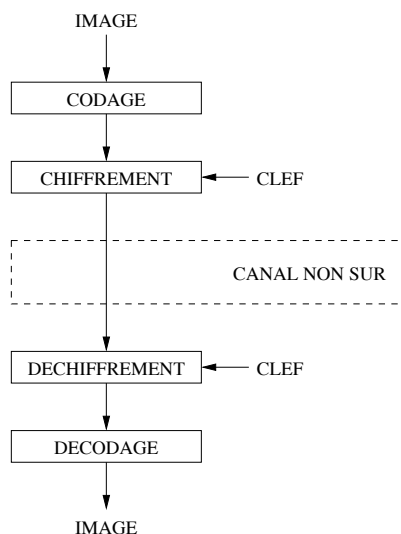 IMAGE
CODAGE
CHIFFREMENT
CLEF
CANAL NON SUR
DECHIFFREMENT
CLEF
DECODAGE
IMAGE